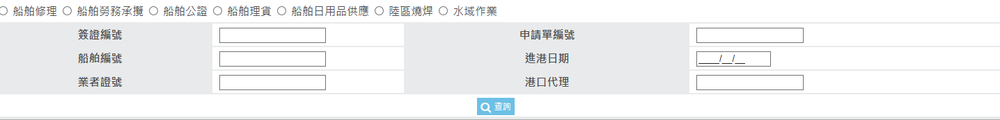 船舶修理 船舶勞務承攬 船舶公證 船舶理貨 船舶日用品供應 陸區燒焊 水域作業
簽證編號 申請單編號
船舶編號 進港日期 ____/__/__
業者證號 港口代理
查詢